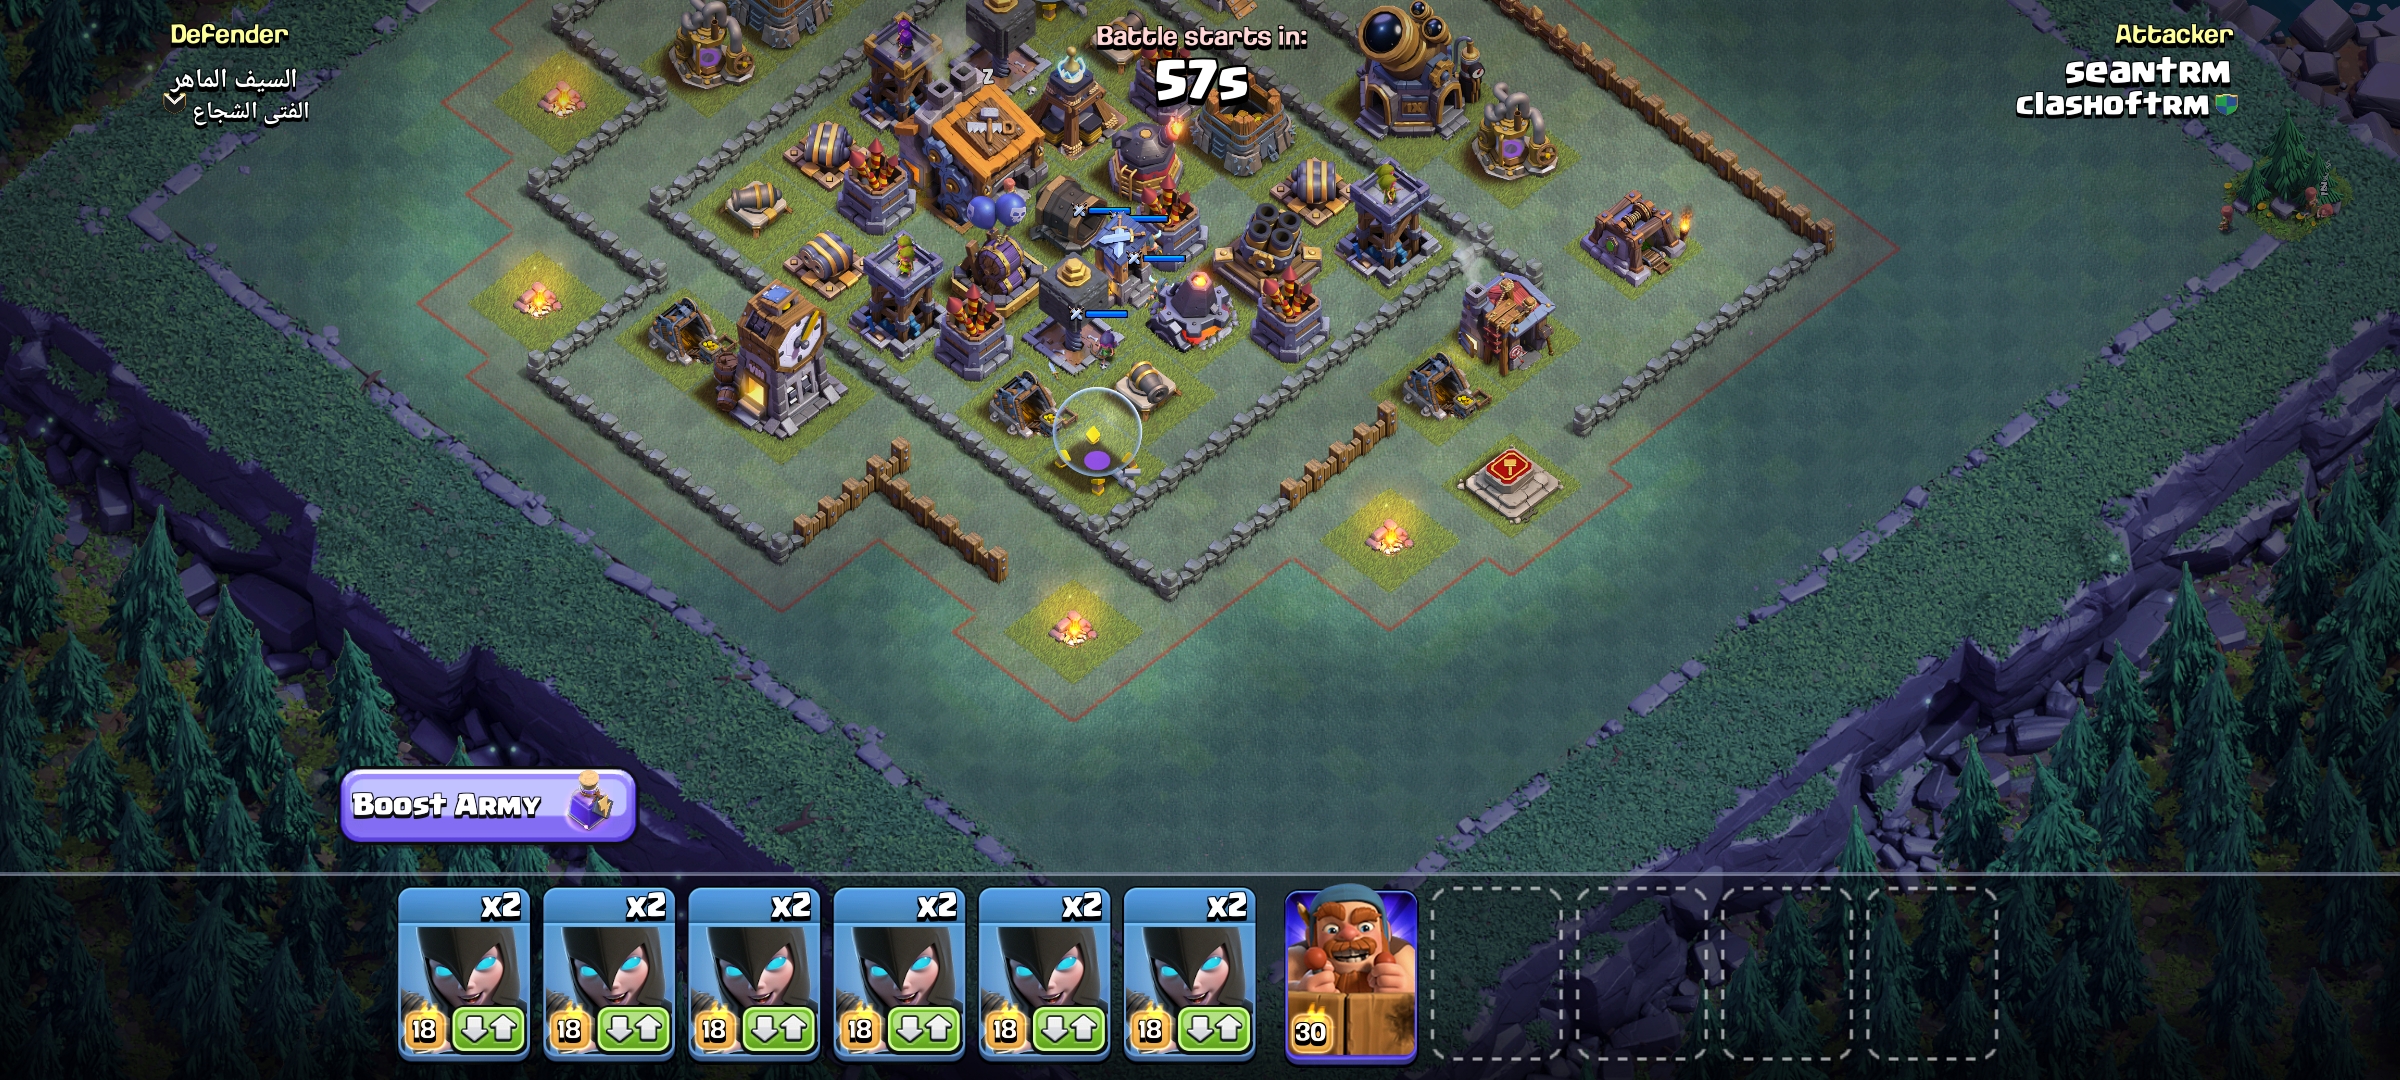 Defender
السيف الماهر
الفتى الشجاع
Battle starts in:
57s
Attacker
seantRM
clashoftRM
Z
Boost Army
x2
x2
x2
x2
x2
x2
18
18
18
18
18
18
30